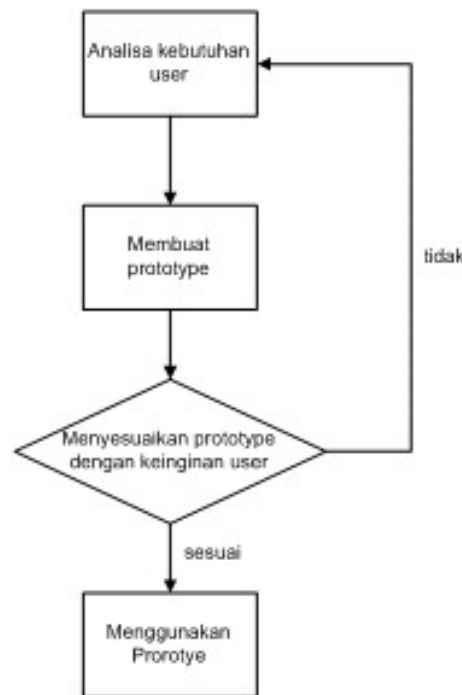 Analisa kebutuhan
user
Membuat
prototype
tidak
Menyesuaikan prototype
dengan keinginan user
sesuai
Menggunakan
Prorotye